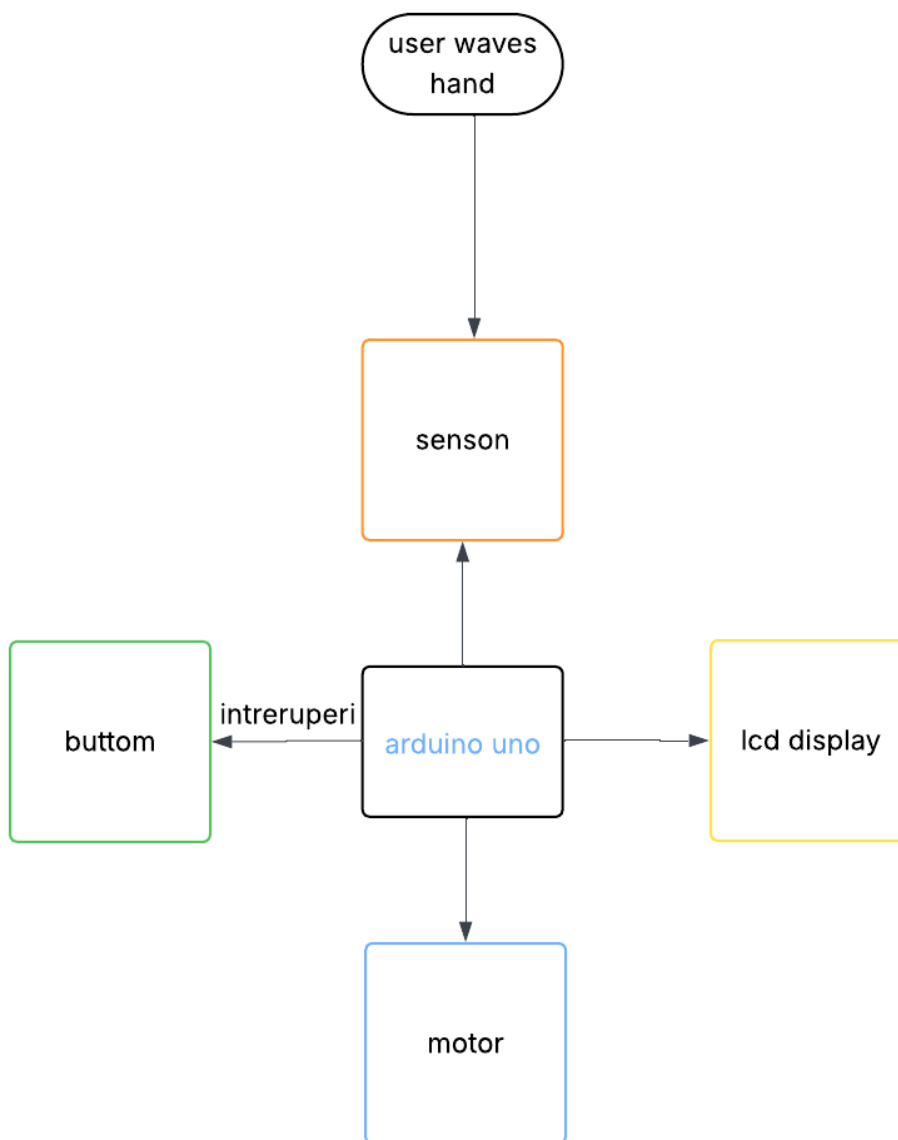 user waves
hand
senson
intreruperi
buttom
arduino uno
lcd display
motor